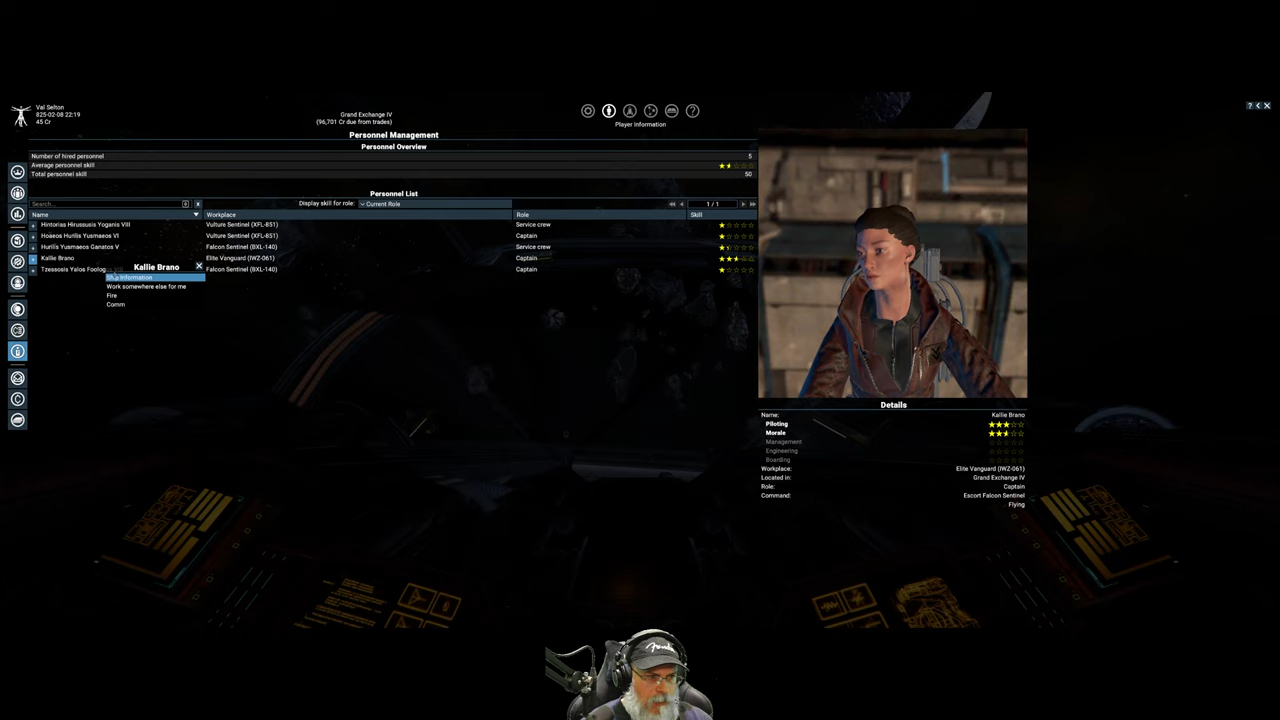 Val Selton
825-02-08 22:19
45 Cr
Grand Exchange IV
(96,701 Cr due from trades)
Player Information
? < X
Personnel Management
Personnel Overview
Number of hired personnel 5
Average personnel skill
Total personnel skill 50
Personnel List
Search...
Display skill for role: Current Role 1 / 1
Name Workplace Role Skill
Hintorias Hirussusis Yoganis VIII Vulture Sentinel (XFL-851) Service crew
Hoaeos Hurilis Yusmaeos VI Vulture Sentinel (XFL-851) Captain
Hurilis Yusmaeos Ganatos V Falcon Sentinel (BXL-140) Service crew
Kallie Brano Elite Vanguard (IWZ-061) Captain
Tzesosis Yalos Foolog Falcon Sentinel (BXL-140) Captain
Kallie Brano X
Information
Work somewhere else for me
Fire
Comm
Details
Name: Kallie Brano
Piloting
Morale
Management
Engineering
Boarding
Workplace: Elite Vanguard (IWZ-061)
Located in: Grand Exchange IV
Role: Captain
Command: Escort Falcon Sentinel
Flying
Fender